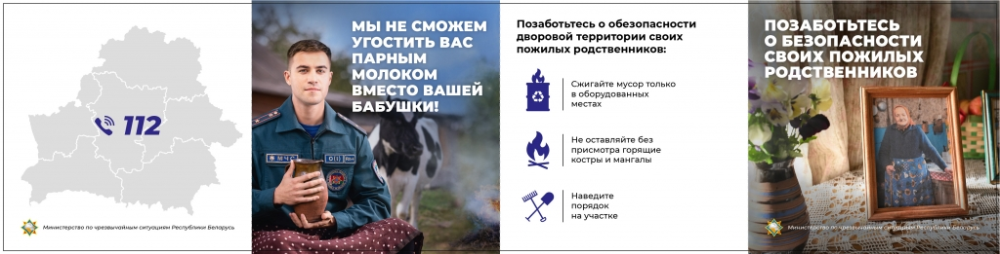 112
Министерство по чрезвычайным ситуациям Республики Беларусь
МЫ НЕ СМОЖЕМ
УГОСТИТЬ ВАС
ПАРНЫМ
МОЛОКОМ
ВМЕСТО ВАШЕЙ
БАБУШКИ!
МЧС
O(I)
Позаботьтесь о обезопасности
дворовой территории своих
пожилых родственников:
Сжигайте мусор только
в оборудованных
местах
Не оставляйте без
присмотра горящие
костры и мангалы
Наведите
порядок
на участке
ПОЗАБОТЬТЕСЬ
О БЕЗОПАСНОСТИ
СВОИХ ПОЖИЛЫХ
РОДСТВЕННИКОВ
Министерство по чрезвычайным ситуациям Республики Беларусь